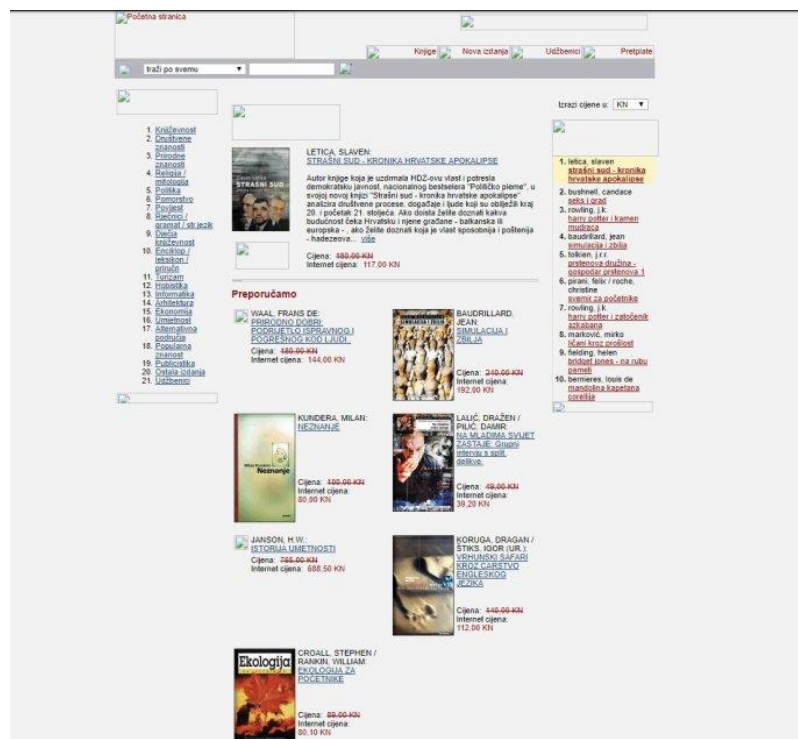 Početna stranica
Knjige
Nova izdanja
Udžbenici
Pretplate
traži po svemu
Izrazi cijene u: KN
1. Književnost
2. Društvene
znanosti
3. Prirodne
znanosti
4. Religija /
mitologija
5. Politika
6. Pomorstvo
7. Povijest
8. Rječnici /
gramat / str.jezik
9. Dječja
književnost
10. Enciklop /
leksikon /
priručn
11. Turizam
12. Hobistika
13. Informatika
14. Arhitektura
15. Ekonomija
16. Umjetnost
17. Alternativna
područja
18. Popularna
znanost
19. Publicistika
20. Ostala izdanja
21. Udžbenici
STRAŠNI SUD
LETICA, SLAVEN:
STRAŠNI SUD - KRONIKA HRVATSKE APOKALIPSE
Autor knjige koja je uzdrmala HDZ-ovu vlast i potresla
demokratsku javnost, nacionalnog bestselera "Političko pleme", u
svojoj novoj knjizi "Strašni sud - kronika hrvatske apokalipse"
analizira društvene procese, događaje i ljude koji su obilježili kraj
20. i početak 21. stoljeća. Ako doista želite doznati kakva
budućnost čeka Hrvatsku i njene građane - balkanska ili
europska - , ako želite doznati koja je vlast sposobnija i poštenija
- hadezeova... više
Cijena: 180,00 KN
Internet cijena: 117,00 KN
Preporučamo
WAAL, FRANS DE:
PRIRODNO DOBRI:
PODRIJETLO ISPRAVNOG I
POGREŠNOG KOD LJUDI..
Cijena: 180,00 KN
Internet cijena: 144,00 KN
SIMULACIJA I ZBILJA
BAUDRILLARD,
JEAN:
SIMULACIJA I
ZBILJA
Cijena: 240,00 KN
Internet cijena:
192,00 KN
Milan Kundera
Neznanje
KUNDERA, MILAN:
NEZNANJE
Cijena: 100,00 KN
Internet cijena:
80,00 KN
LALIĆ, DRAŽEN /
PILIĆ, DAMIR:
NA MLADIMA SVIJET
ZASTAJE: Grupni
intervju s split.
delikve.
Cijena: 49,00 KN
Internet cijena:
39,20 KN
JANSON, H.W.:
ISTORIJA UMETNOSTI
Cijena: 765,00 KN
Internet cijena: 688,50 KN
KORUGA, DRAGAN /
ŠTIKS, IGOR (UR.):
VRHUNSKI SAFARI
KROZ CARSTVO
ENGLESKOG
JEZIKA
Cijena: 140,00 KN
Internet cijena:
112,00 KN
Ekologija
CROALL, STEPHEN /
RANKIN, WILLIAM:
EKOLOGIJA ZA
POČETNIKE
Cijena: 89,00 KN
Internet cijena:
80,10 KN
1. letica, slaven
strašni sud - kronika
hrvatske apokalipse
2. bushnell, candace
seks i grad
3. rowling, j.k.
harry potter i kamen
mudraca
4. baudrillard, jean
simulacija i zbilja
5. tolkien, j.r.r.
prstenova družina -
gospodar prstenova 1
6. pirani, felix / roche,
christine
svemir za početnike
7. rowling, j.k.
harry potter i zatočenik
azkabana
8. marković, mirko
ličani kroz prošlost
9. fielding, helen
bridget jones - na rubu
pameti
10. bernieres, louis de
mandolina kapetana
corellija